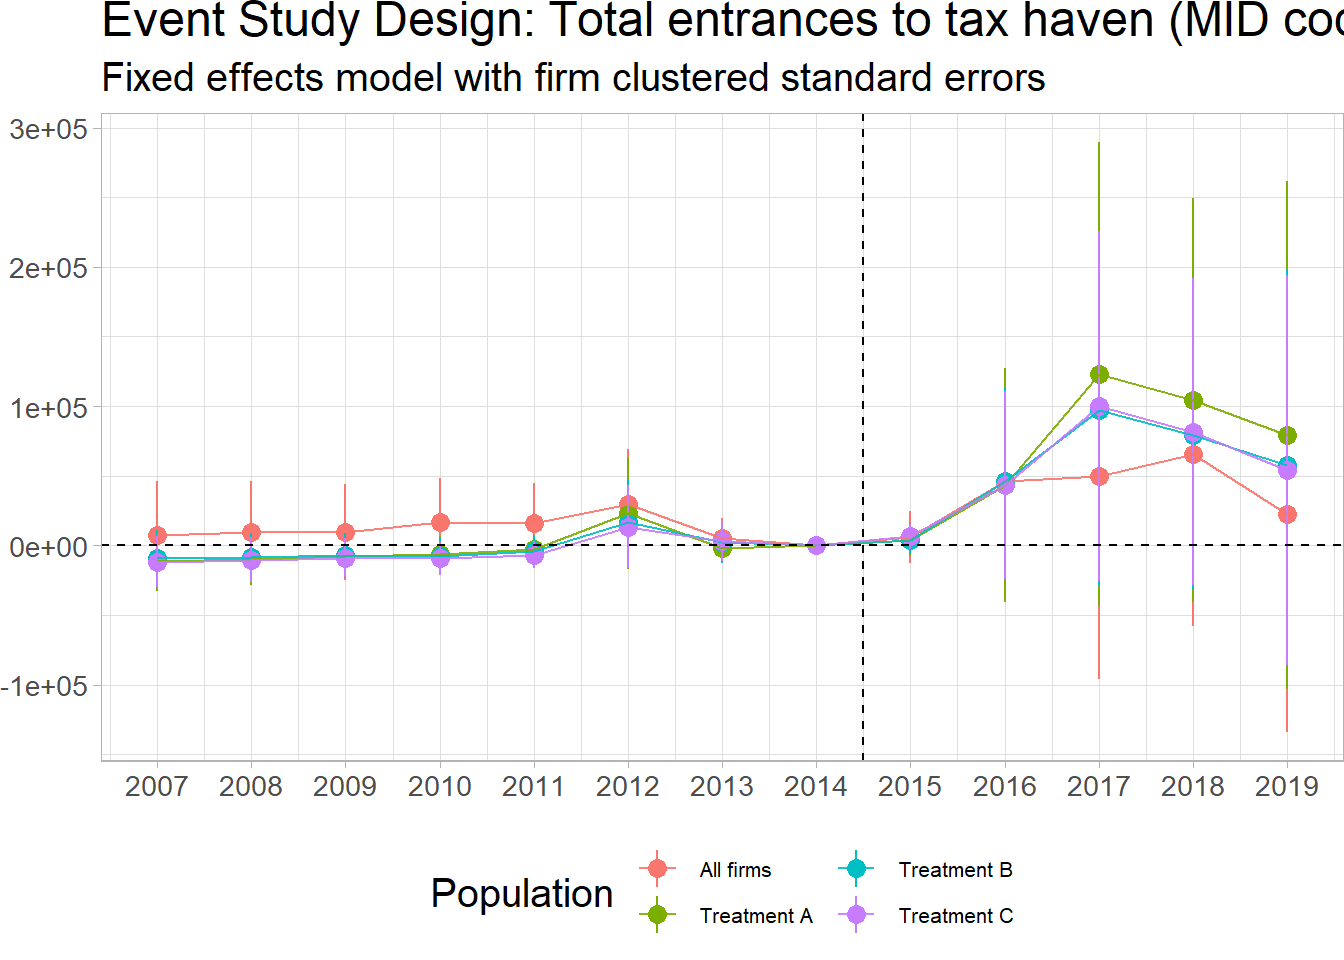 Event Study Design: Total entrances to tax haven (MID
Fixed effects model with firm clustered standard errors
3e+05
2e+05
1e+05
0e+00
-1e+05
2007 2008 2009 2010 2011 2012 2013 2014 2015 2016 2017 2018 2019
Population
All firms
Treatment A
Treatment B
Treatment C